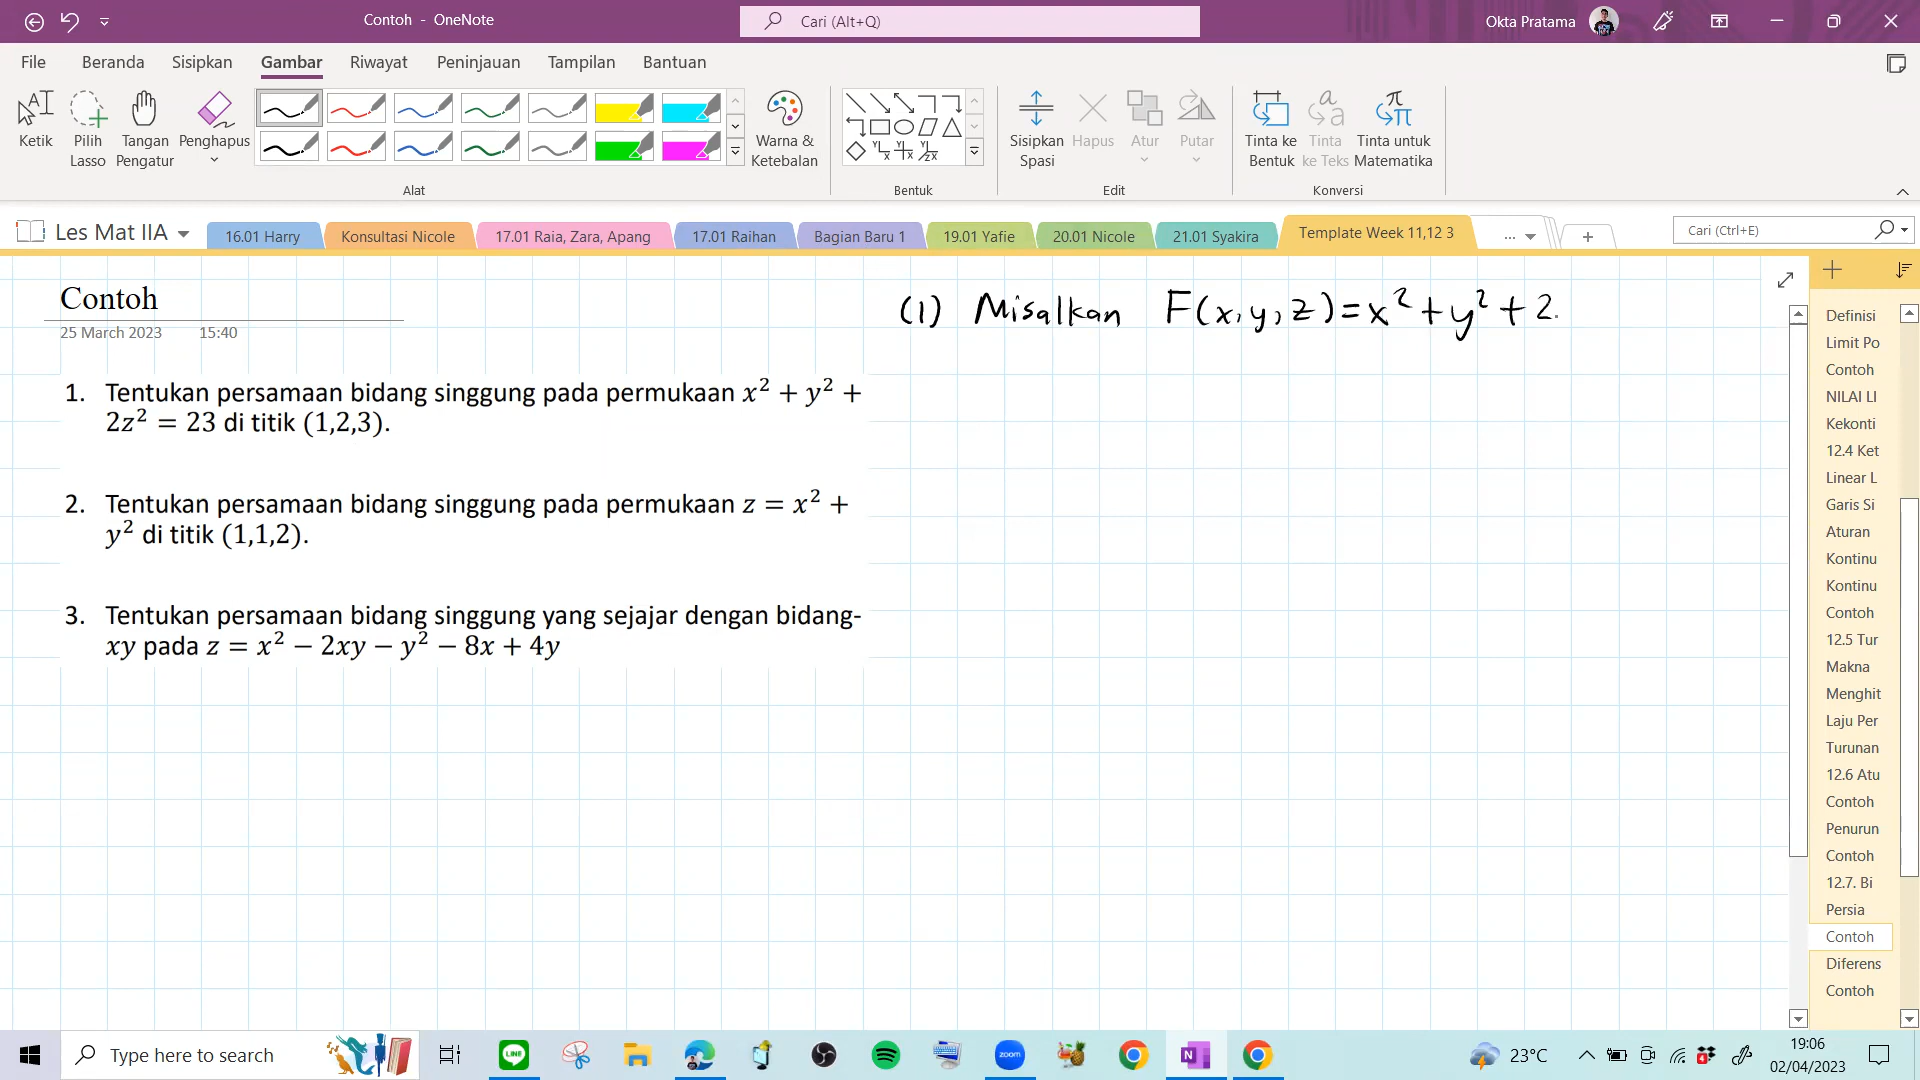 Contoh - OneNote
Cari (Alt+Q)
Okta Pratama
File Beranda Sisipkan Gambar Riwayat Peninjauan Tampilan Bantuan
Ketik
Pilih Lasso
Tangan Pengatur
Penghapus
Warna & Ketebalan
Sisipkan Spasi
Hapus
Atur
Putar
Tinta ke Bentuk
Tinta ke Teks
Tinta untuk Matematika
Alat
Bentuk
Edit
Konversi
Les Mat IIA
16.01 Harry
Konsultasi Nicole
17.01 Raia, Zara, Apang
17.01 Raihan
Bagian Baru 1
19.01 Yafie
20.01 Nicole
21.01 Syakira
Template Week 11,12 3
...
Cari (Ctrl+E)
Contoh
25 March 2023 15:40
(1) Misalkan F(x,y,z)=x²+y²+2.
1. Tentukan persamaan bidang singgung pada permukaan x² + y² +
2z² = 23 di titik (1,2,3).
2. Tentukan persamaan bidang singgung pada permukaan z = x² +
y² di titik (1,1,2).
3. Tentukan persamaan bidang singgung yang sejajar dengan bidang-
xy pada z = x² − 2xy − y² − 8x + 4y
Definisi
Limit Po
Contoh
NILAI LI
Kekonti
12.4 Ket
Linear L
Garis Si
Aturan
Kontinu
Kontinu
Contoh
12.5 Tur
Makna
Menghit
Laju Per
Turunan
12.6 Atu
Contoh
Penurun
Contoh
12.7. Bi
Persia
Contoh
Diferens
Contoh
Type here to search
LINE
zoom
23°C
19:06
02/04/2023